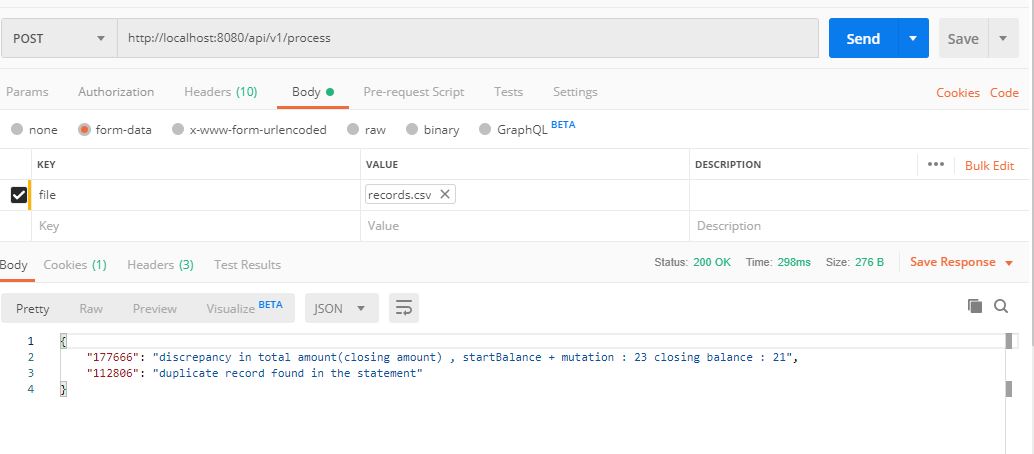 POST http://localhost:8080/api/v1/process Send Save
Params Authorization Headers (10) Body Pre-request Script Tests Settings Cookies Code
none form-data x-www-form-urlencoded raw binary GraphQL BETA
KEY VALUE DESCRIPTION ••• Bulk Edit
file records.csv
Key Value Description
Body Cookies (1) Headers (3) Test Results Status: 200 OK Time: 298ms Size: 276 B Save Response
Pretty Raw Preview Visualize BETA JSON
1 {
2 "177666": "discrepancy in total amount(closing amount) , startBalance + mutation : 23 closing balance : 21",
3 "112806": "duplicate record found in the statement"
4 }